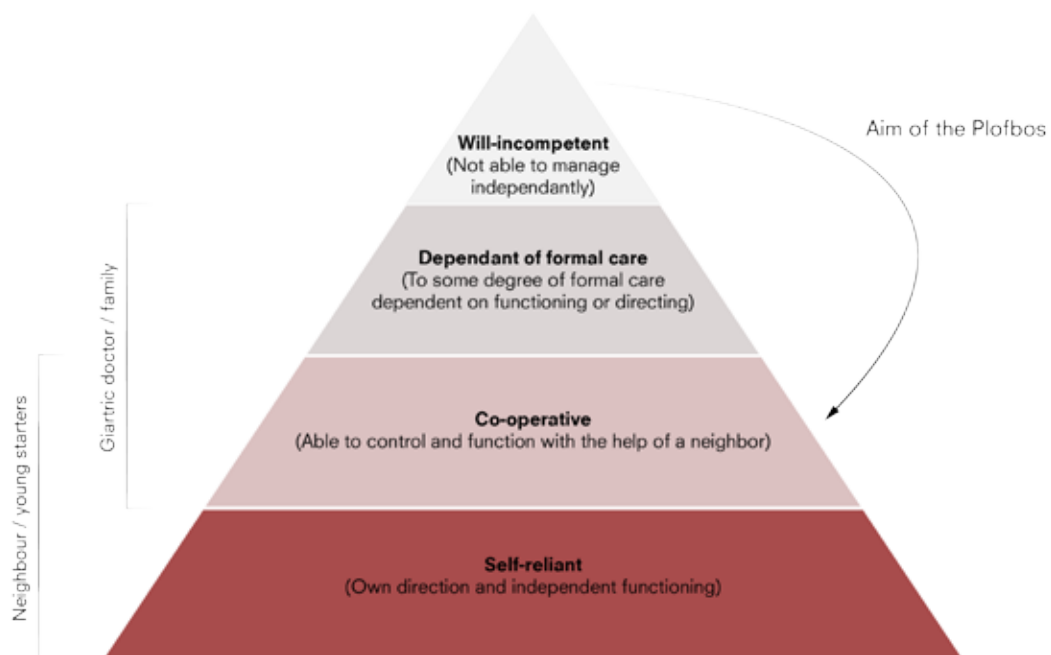 Aim of the Plofbos
Will-incompetent
(Not able to manage
independantly)
Dependant of formal care
(To some degree of formal care
dependent on functioning or directing)
Giartric doctor / family
Co-operative
(Able to control and function with the help of a neighbor)
Neighbour / young starters
Self-reliant
(Own direction and independent functioning)